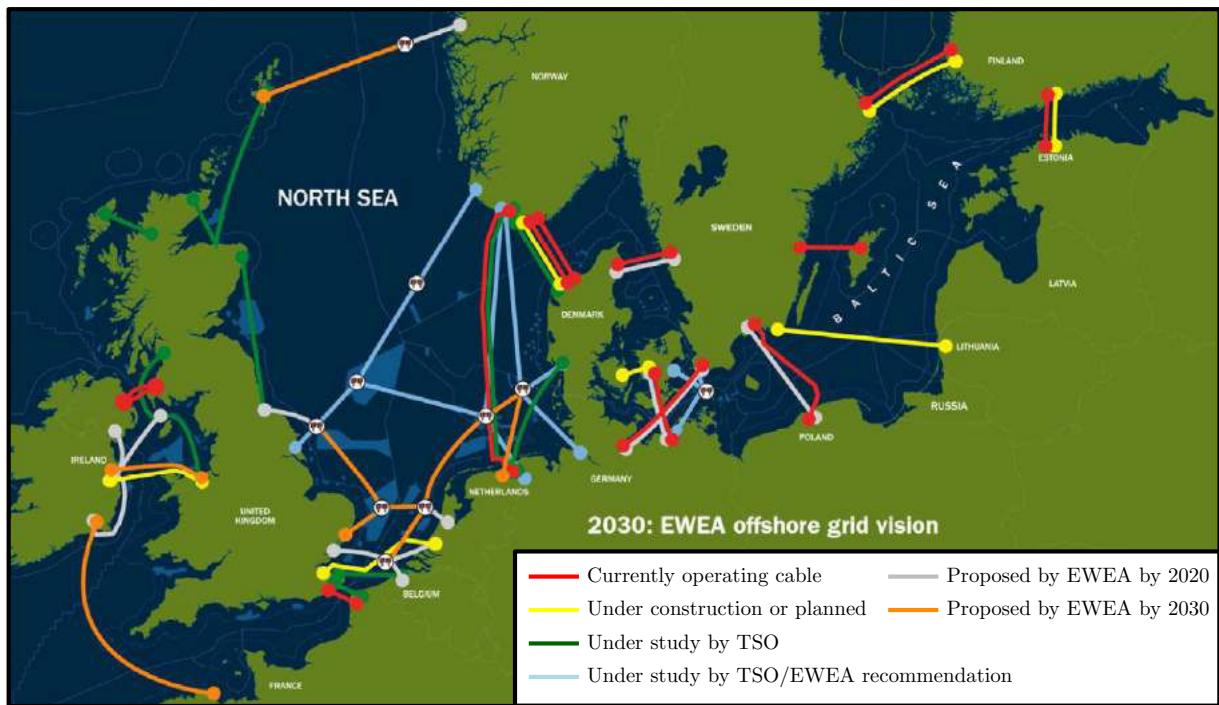 NORWAY
FINLAND
ESTONIA
NORTH SEA
SWEDEN
BALTIC SEA
LATVIA
DENMARK
LITHUANIA
RUSSIA
POLAND
IRELAND
UNITED
KINGDOM
NETHERLANDS
GERMANY
2030: EWEA offshore grid vision
BELGIUM
FRANCE
Currently operating cable
Under construction or planned
Under study by TSO
Under study by TSO/EWEA recommendation
Proposed by EWEA by 2020
Proposed by EWEA by 2030